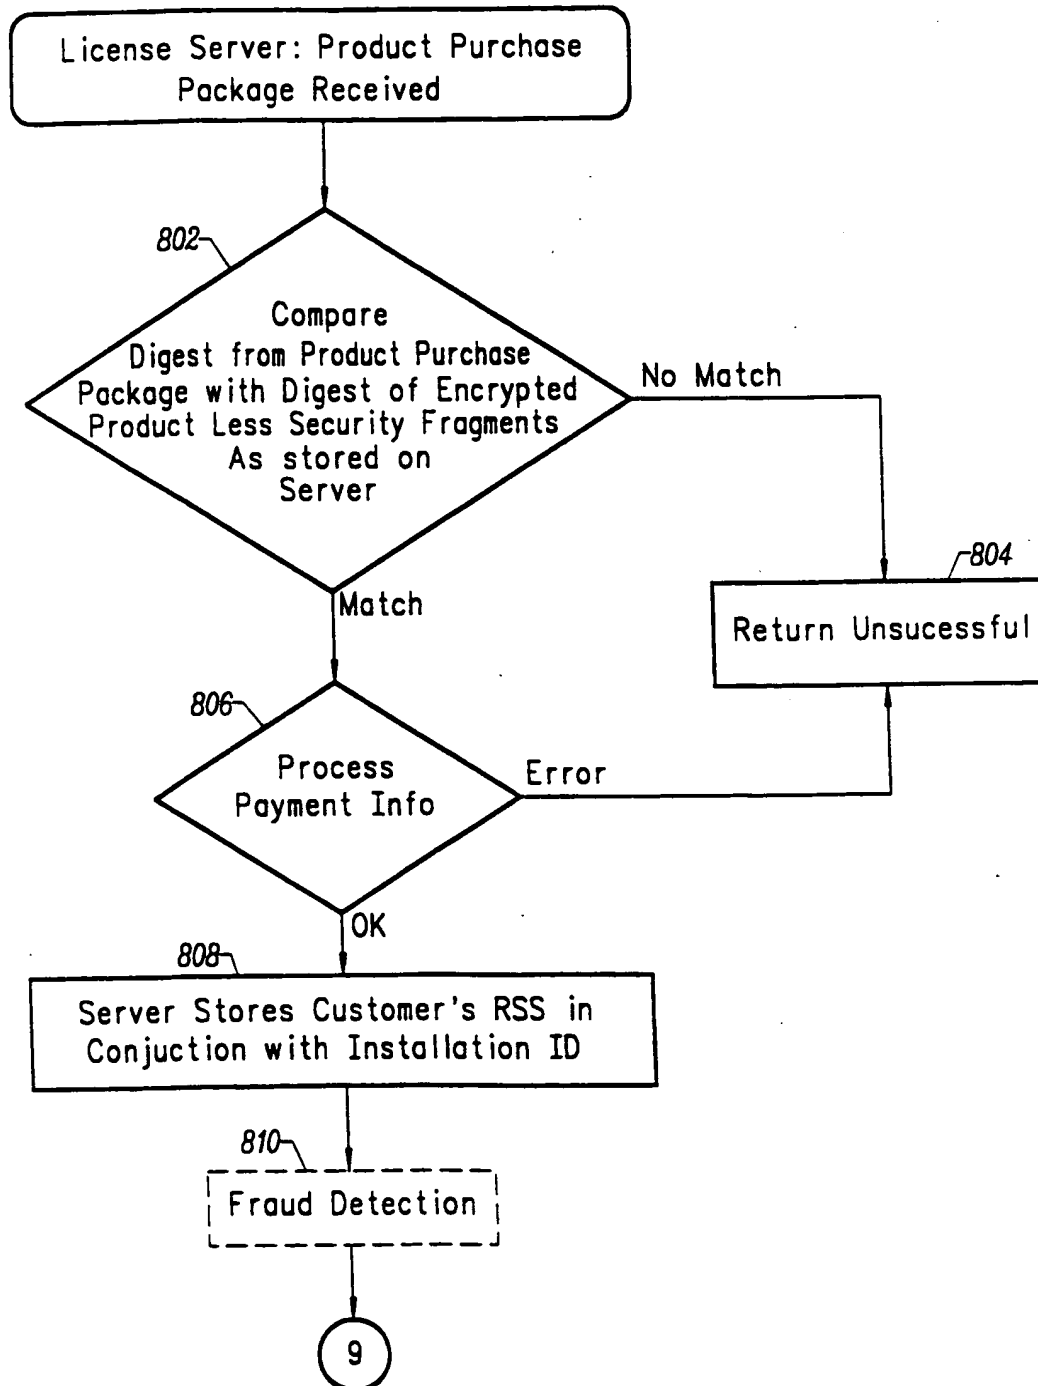 License Server: Product Purchase
Package Received
802
Compare
Digest from Product Purchase
Package with Digest of Encrypted
Product Less Security Fragments
As stored on
Server
No Match
804
Return Unsucessful
Match
806
Process
Payment Info
Error
OK
808
Server Stores Customer's RSS in
Conjuction with Installation ID
810
Fraud Detection
9